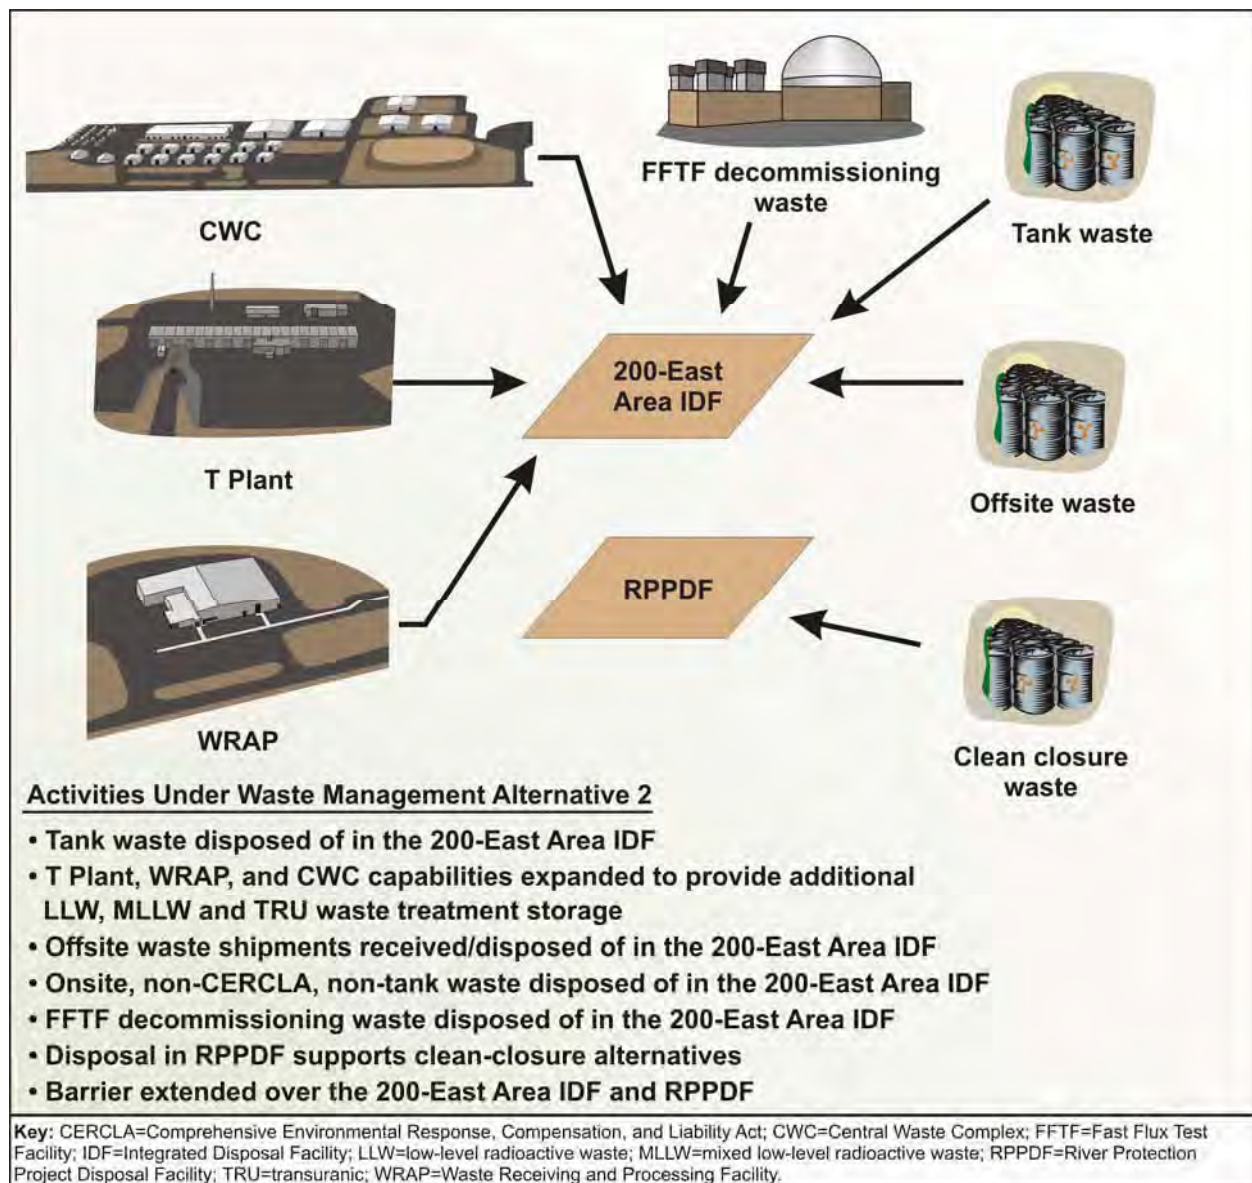 CWC
FFTF decommissioning
waste
Tank waste
200-East
Area IDF
T Plant
Offsite waste
RPPDF
WRAP
Clean closure
waste
Activities Under Waste Management Alternative 2
• Tank waste disposed of in the 200-East Area IDF
• T Plant, WRAP, and CWC capabilities expanded to provide additional
LLW, MLLW and TRU waste treatment storage
• Offsite waste shipments received/disposed of in the 200-East Area IDF
• Onsite, non-CERCLA, non-tank waste disposed of in the 200-East Area IDF
• FFTF decommissioning waste disposed of in the 200-East Area IDF
• Disposal in RPPDF supports clean-closure alternatives
• Barrier extended over the 200-East Area IDF and RPPDF
Key: CERCLA=Comprehensive Environmental Response, Compensation, and Liability Act; CWC=Central Waste Complex; FFTF=Fast Flux Test
Facility; IDF=Integrated Disposal Facility; LLW=low-level radioactive waste; MLLW=mixed low-level radioactive waste; RPPDF=River Protection
Project Disposal Facility; TRU=transuranic; WRAP=Waste Receiving and Processing Facility.